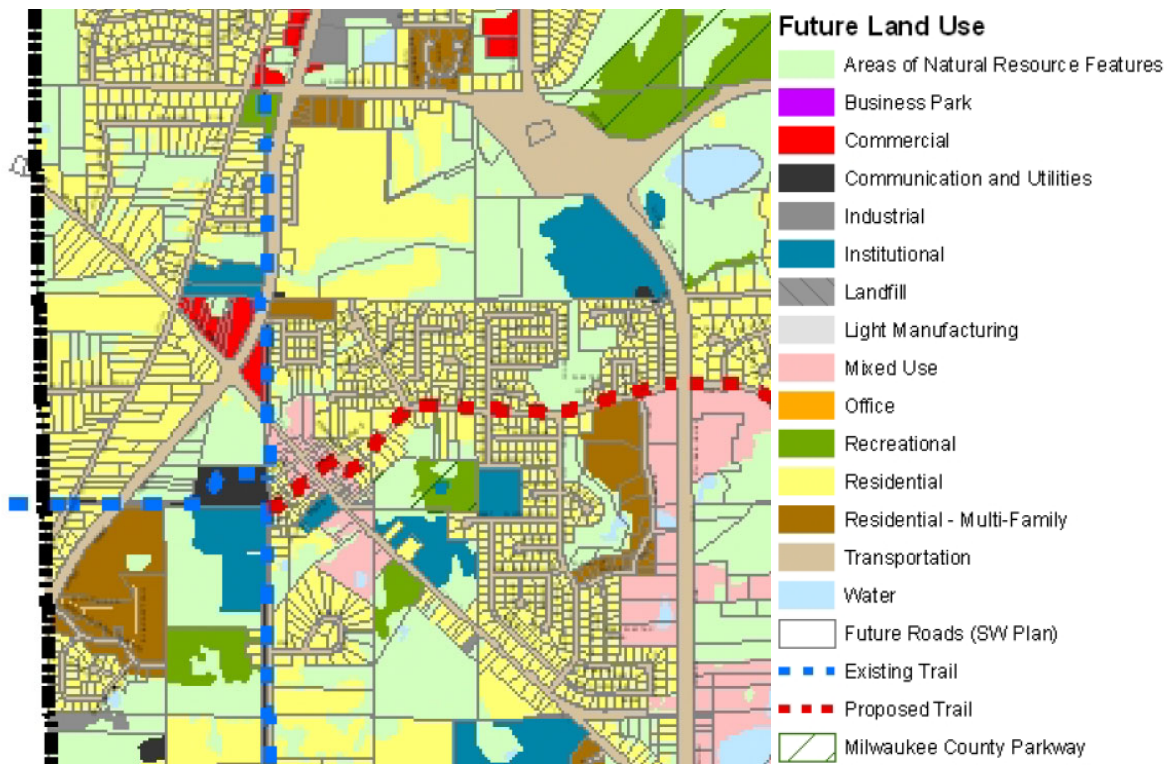 Future Land Use
Areas of Natural Resource Features
Business Park
Commercial
Communication and Utilities
Industrial
Institutional
Landfill
Light Manufacturing
Mixed Use
Office
Recreational
Residential
Residential - Multi-Family
Transportation
Water
Future Roads (SW Plan)
Existing Trail
Proposed Trail
Milwaukee County Parkway